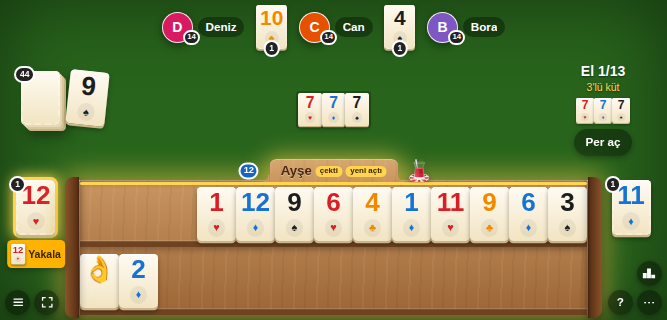 D 14 Deniz
10 1
C 14 Can
4 1
B 14 Bora
44
9
7 7 7
El 1/13
3'lü küt
7 7 7
Per aç
12
Ayşe çekti yeni açtı
1 12
12 Yakala
1 12 9 6 4 1 11 9 6 3
2
1 11
?